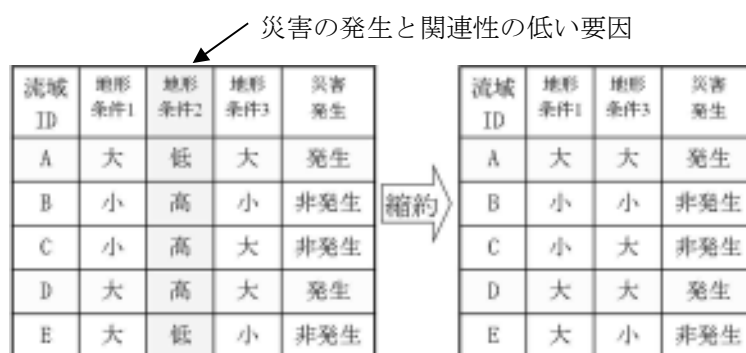 災害の発生と関連性の低い要因
流域ID 地形条件1 地形条件2 地形条件3 災害発生
A 大 低 大 発生
B 小 高 小 非発生
C 小 高 大 非発生
D 大 高 大 発生
E 大 低 小 非発生
縮約
流域ID 地形条件1 地形条件3 災害発生
A 大 大 発生
B 小 小 非発生
C 小 大 非発生
D 大 大 発生
E 大 小 非発生